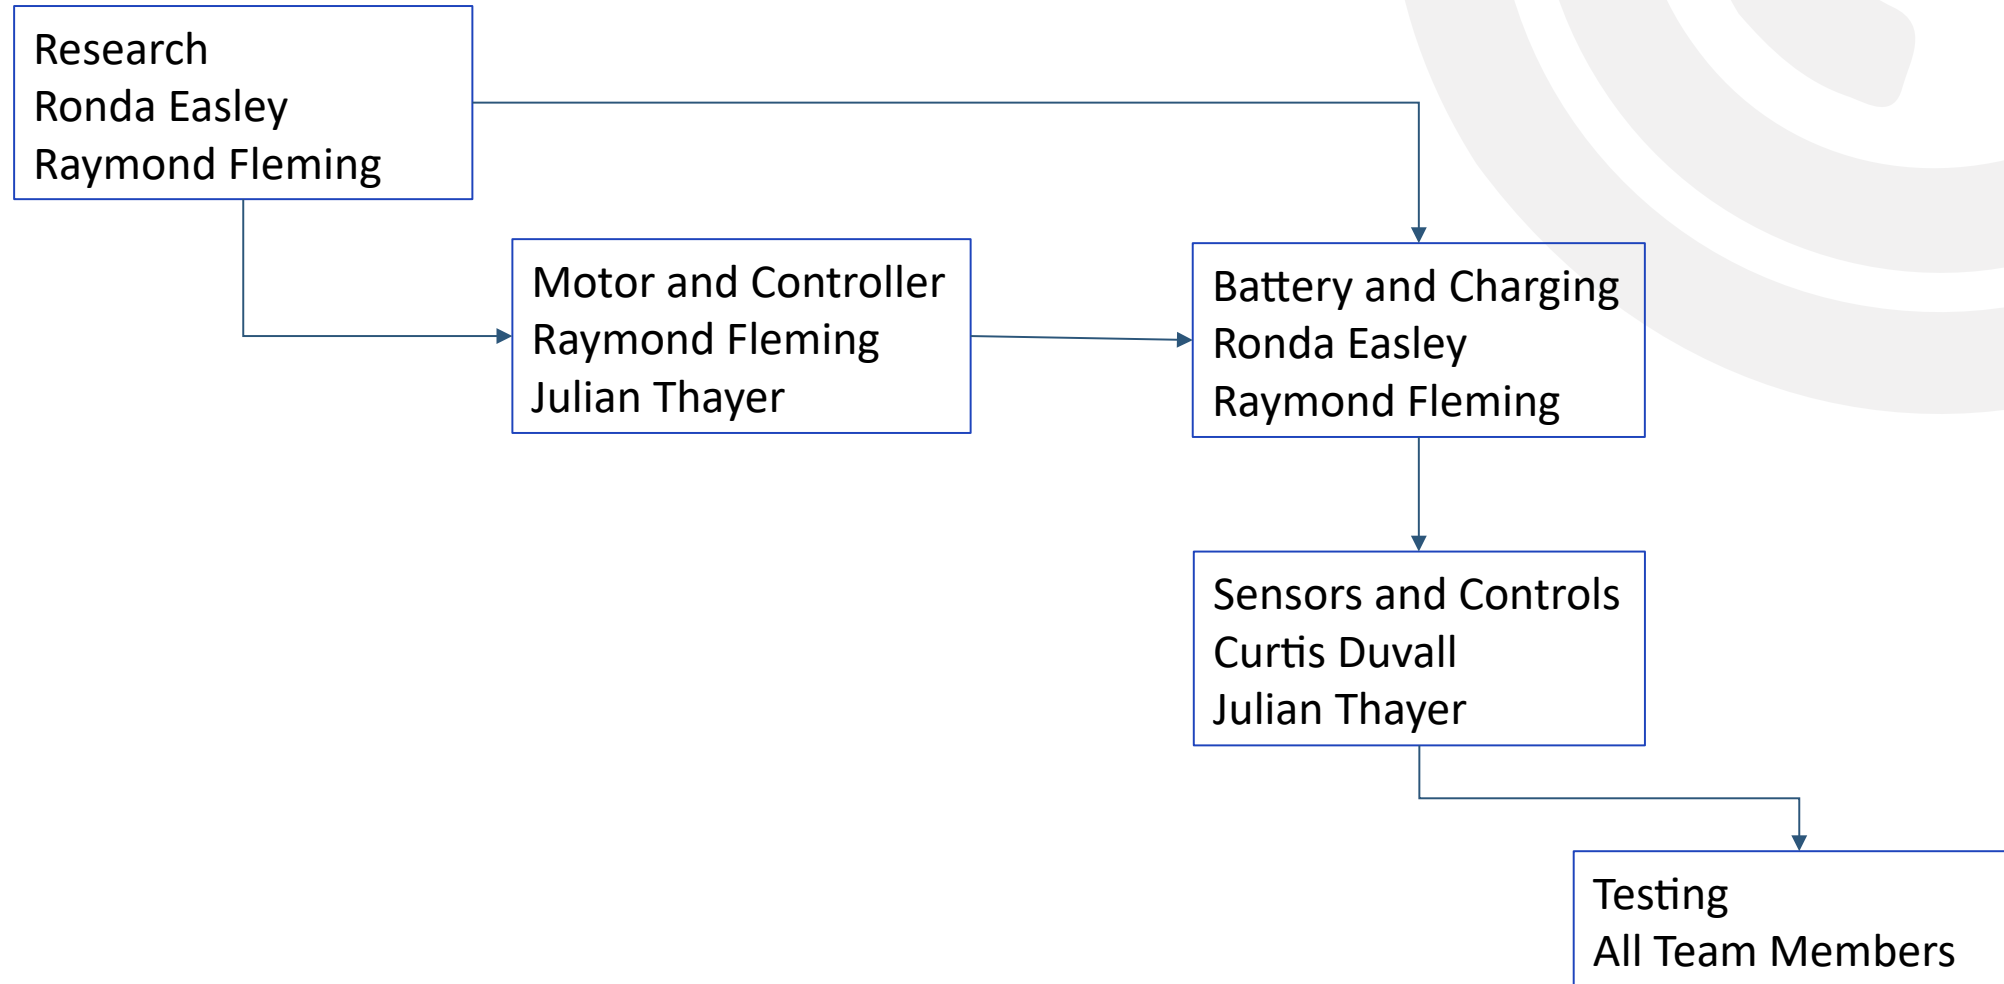 Research
Ronda Easley
Raymond Fleming
Motor and Controller
Raymond Fleming
Julian Thayer
Battery and Charging
Ronda Easley
Raymond Fleming
Sensors and Controls
Curtis Duvall
Julian Thayer
Testing
All Team Members